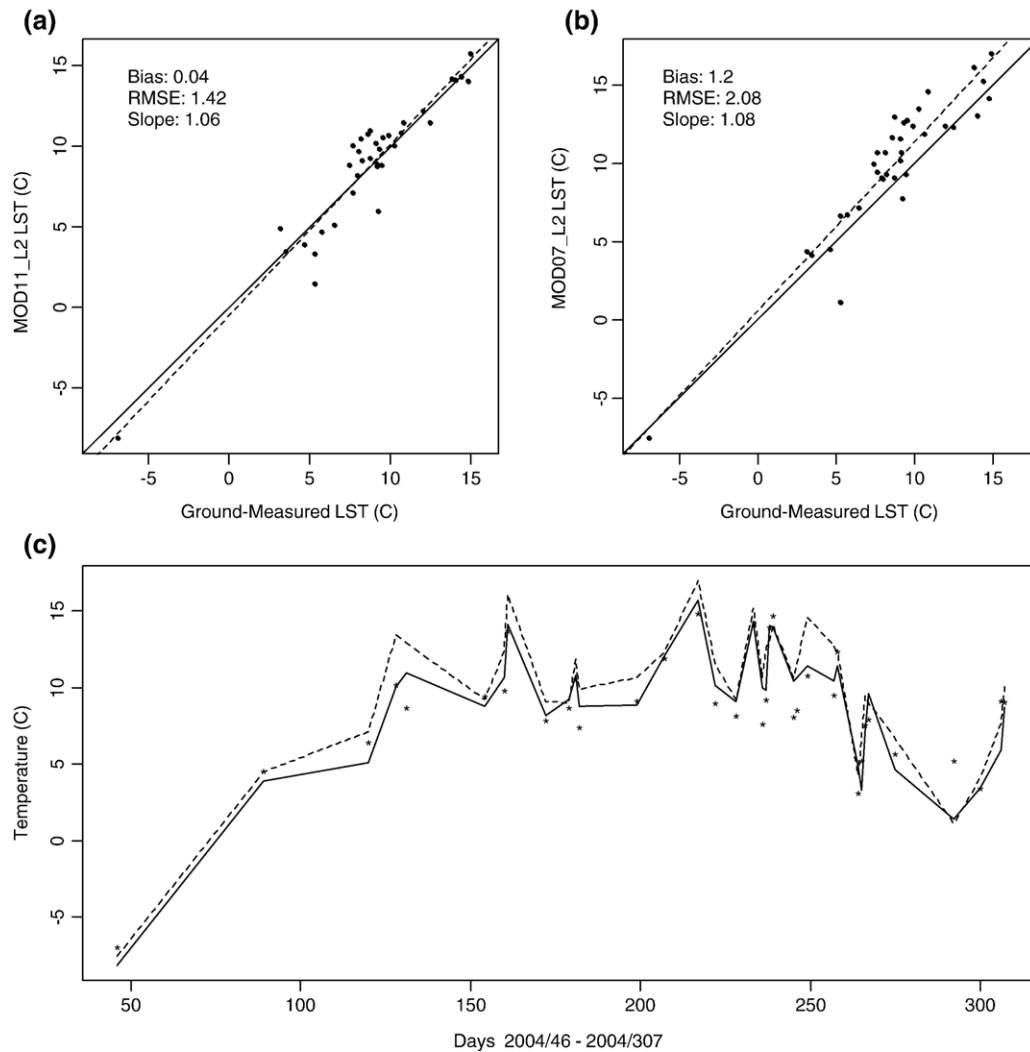 (a)
Bias: 0.04
RMSE: 1.42
Slope: 1.06
15
10
5
0
-5
MOD11_L2 LST (C)
-5 0 5 10 15
Ground-Measured LST (C)
(b)
Bias: 1.2
RMSE: 2.08
Slope: 1.08
15
10
5
0
-5
MOD07_L2 LST (C)
-5 0 5 10 15
Ground-Measured LST (C)
(c)
15
10
5
0
-5
Temperature (C)
50 100 150 200 250 300
Days 2004/46 - 2004/307